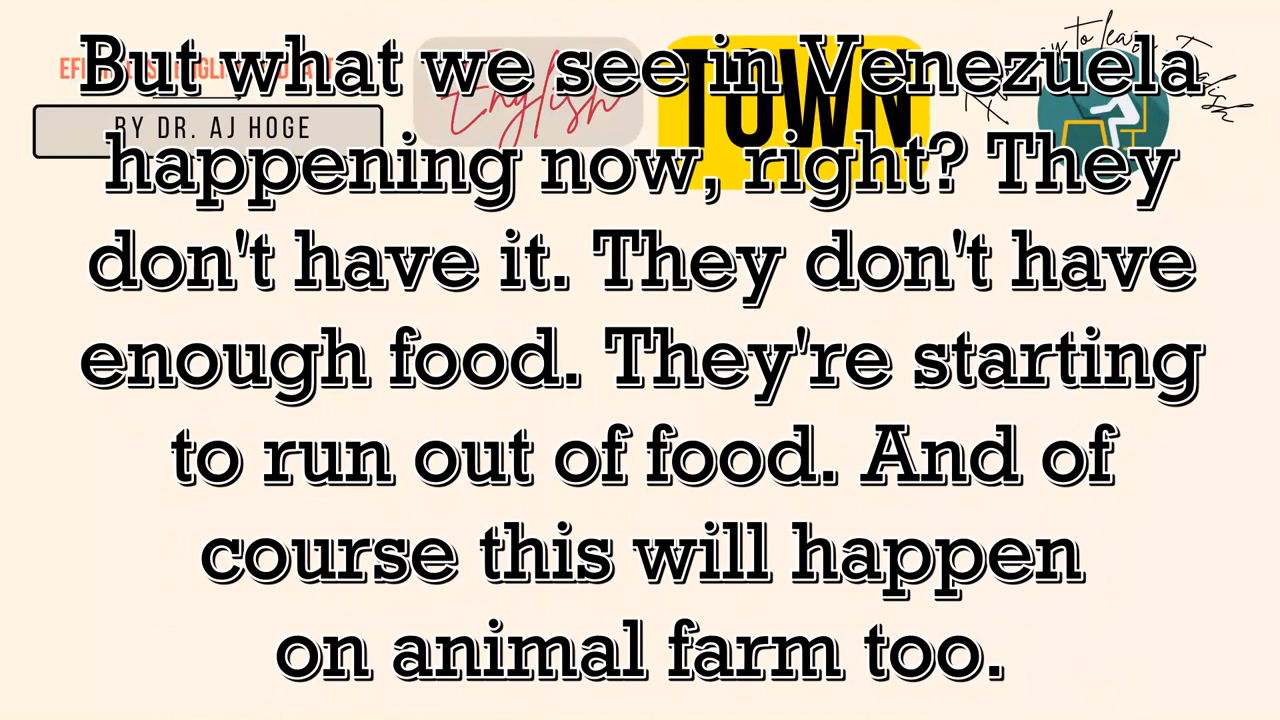 But what we see in Venezuela
happening now, right? They
don't have it. They don't have
enough food. They're starting
to run out of food. And of
course this will happen
on animal farm too.
BY DR. AJ HOGE
English
TOWN